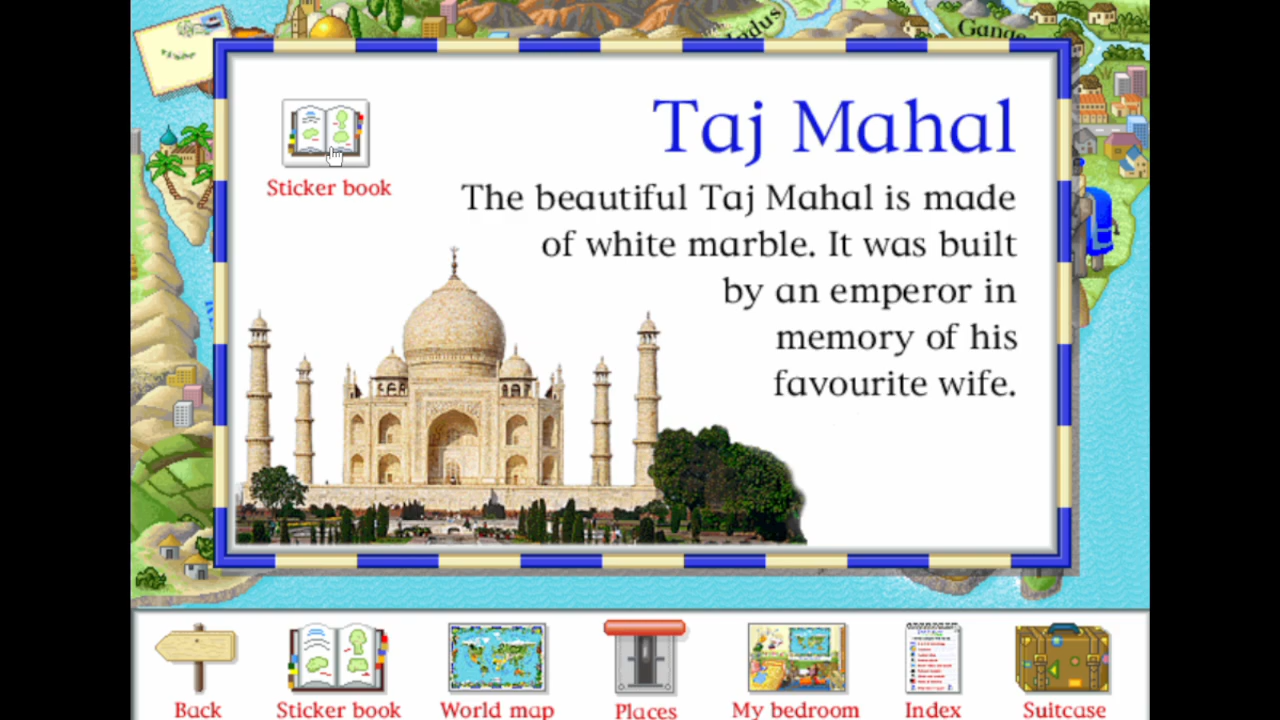 Indus
Ganges
Taj Mahal
Sticker book
The beautiful Taj Mahal is made
of white marble. It was built
by an emperor in
memory of his
favourite wife.
Back
Sticker book
World map
Places
My bedroom
Index
Suitcase